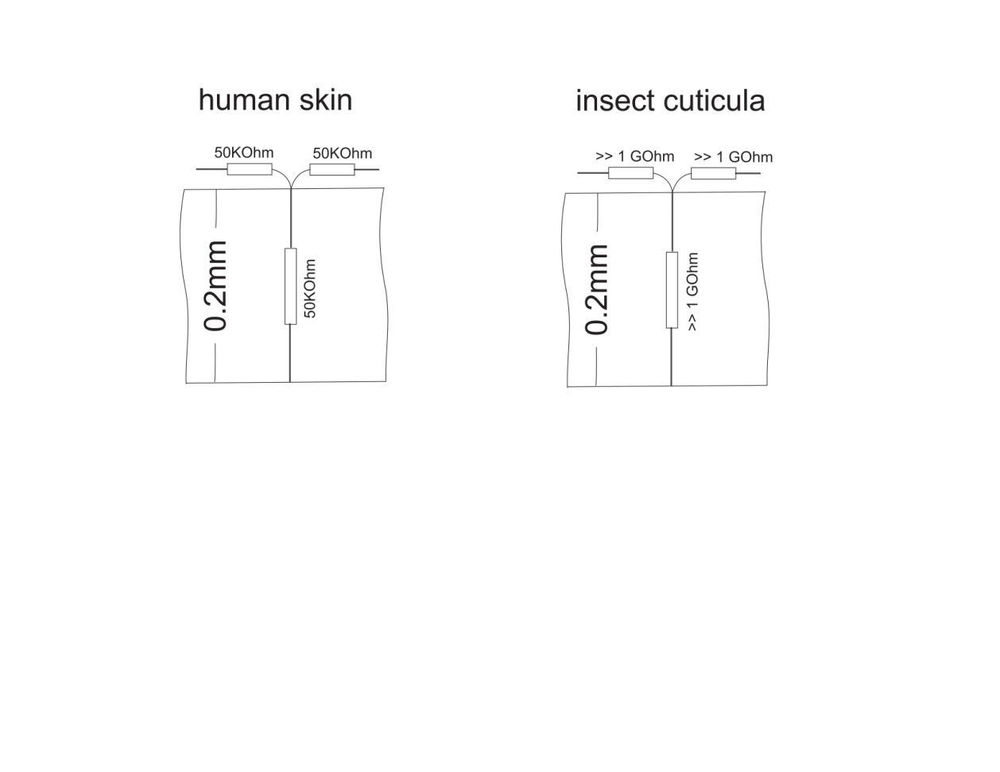 human skin
50KOhm 50KOhm
0.2mm
50KOhm
insect cuticula
>> 1 GOhm >> 1 GOhm
0.2mm
>> 1 GOhm